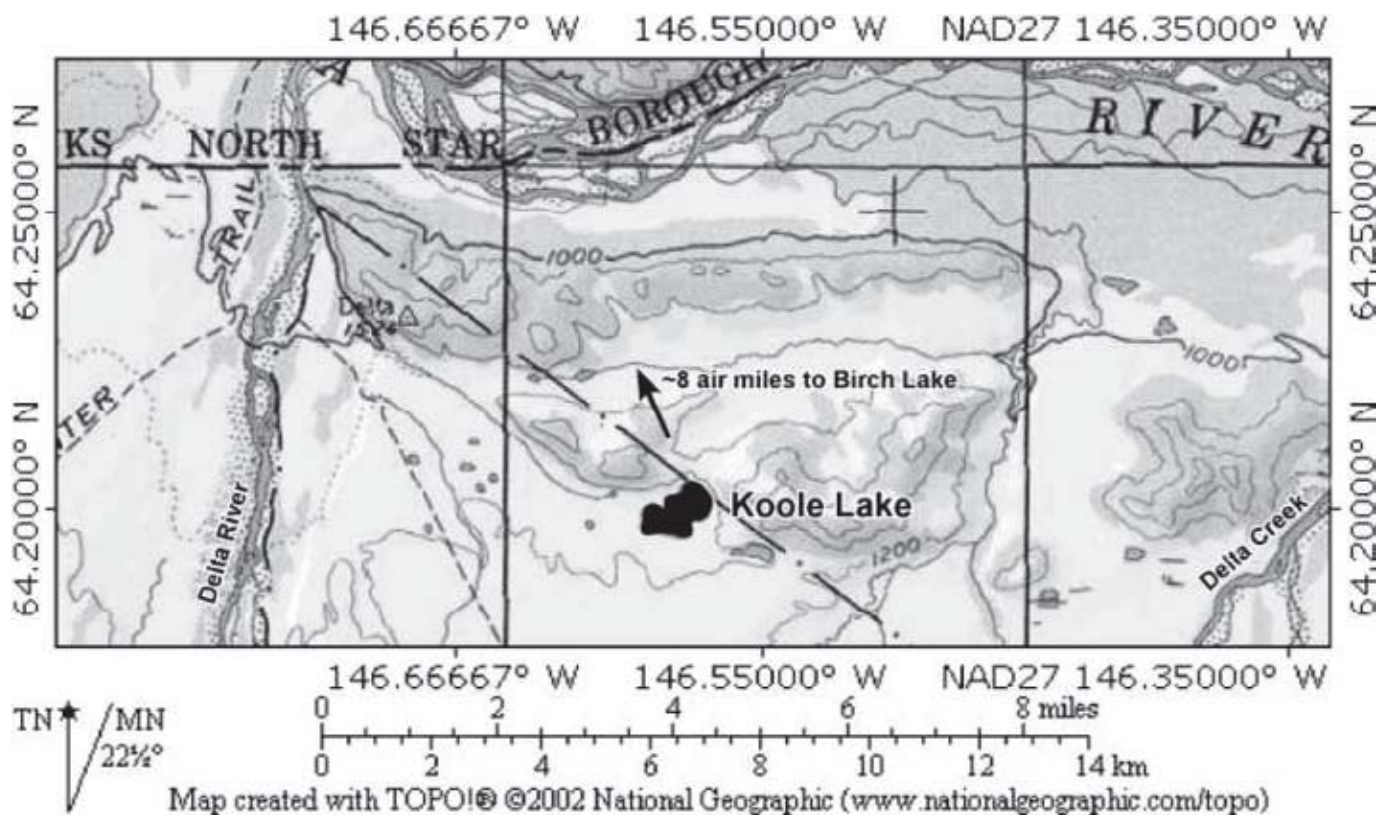 146.66667° W 146.55000° W NAD27 146.35000° W
A
BOROUGH
RIVER
KS NORTH STAR
64.25000° N
64.25000° N
TRAIL
1000
Delta
1000
~8 air miles to Birch Lake
64.20000° N
64.20000° N
Koole Lake
Delta River
1200
Delta Creek
146.66667° W 146.55000° W NAD27 146.35000° W
TN MN
22½°
0 2 4 6 8 miles
0 2 4 6 8 10 12 14 km
Map created with TOPO!® ©2002 National Geographic (www.nationalgeographic.com/topo)